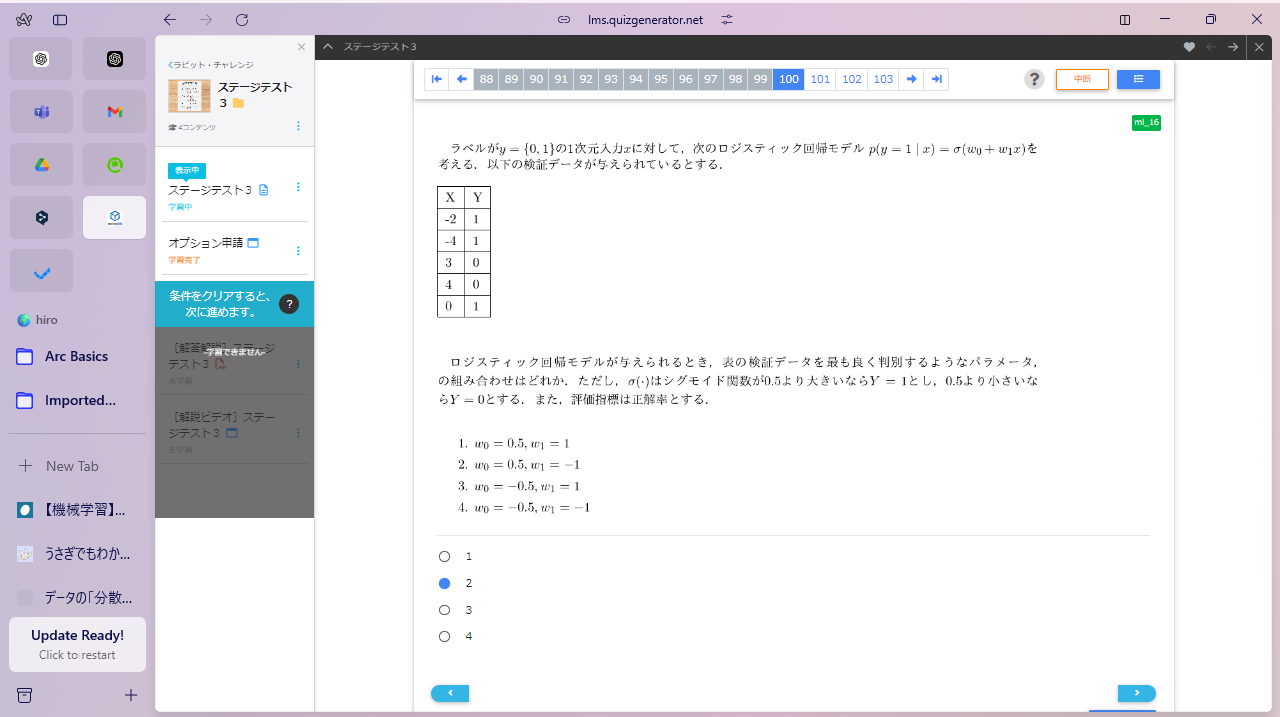 lms.quizgenerator.net
hiro
Arc Basics
Imported...
New Tab
【機械学習】...
うさぎでもわか...
データの「分散...
Update Ready!
Click to restart
ラビット・チャレンジ
ステージテスト
3
4コンテンツ
表示中
ステージテスト3
学習中
オプション申請
学習完了
条件をクリアすると、
次に進めます。
?
［解答解説］ステージ
テスト3
-学習できません-
未学習
［解説ビデオ］ステー
ジテスト3
未学習
ステージテスト3
88 89 90 91 92 93 94 95 96 97 98 99 100 101 102 103
?
中断
ml_16
ラベルがy = {0, 1}の1次元入力xに対して，次のロジスティック回帰モデル p(y = 1 | x) = σ(w₀ + w₁x)を
考える．以下の検証データが与えられているとする．
X Y
-2 1
-4 1
3 0
4 0
0 1
ロジスティック回帰モデルが与えられるとき，表の検証データを最も良く判別するようなパラメータ，
の組み合わせはどれか．ただし，σ(·)はシグモイド関数が0.5より大きいならY = 1とし，0.5より小さいな
らY = 0とする．また，評価指標は正解率とする．
1. w₀ = 0.5, w₁ = 1
2. w₀ = 0.5, w₁ = −1
3. w₀ = −0.5, w₁ = 1
4. w₀ = −0.5, w₁ = −1
1
2
3
4